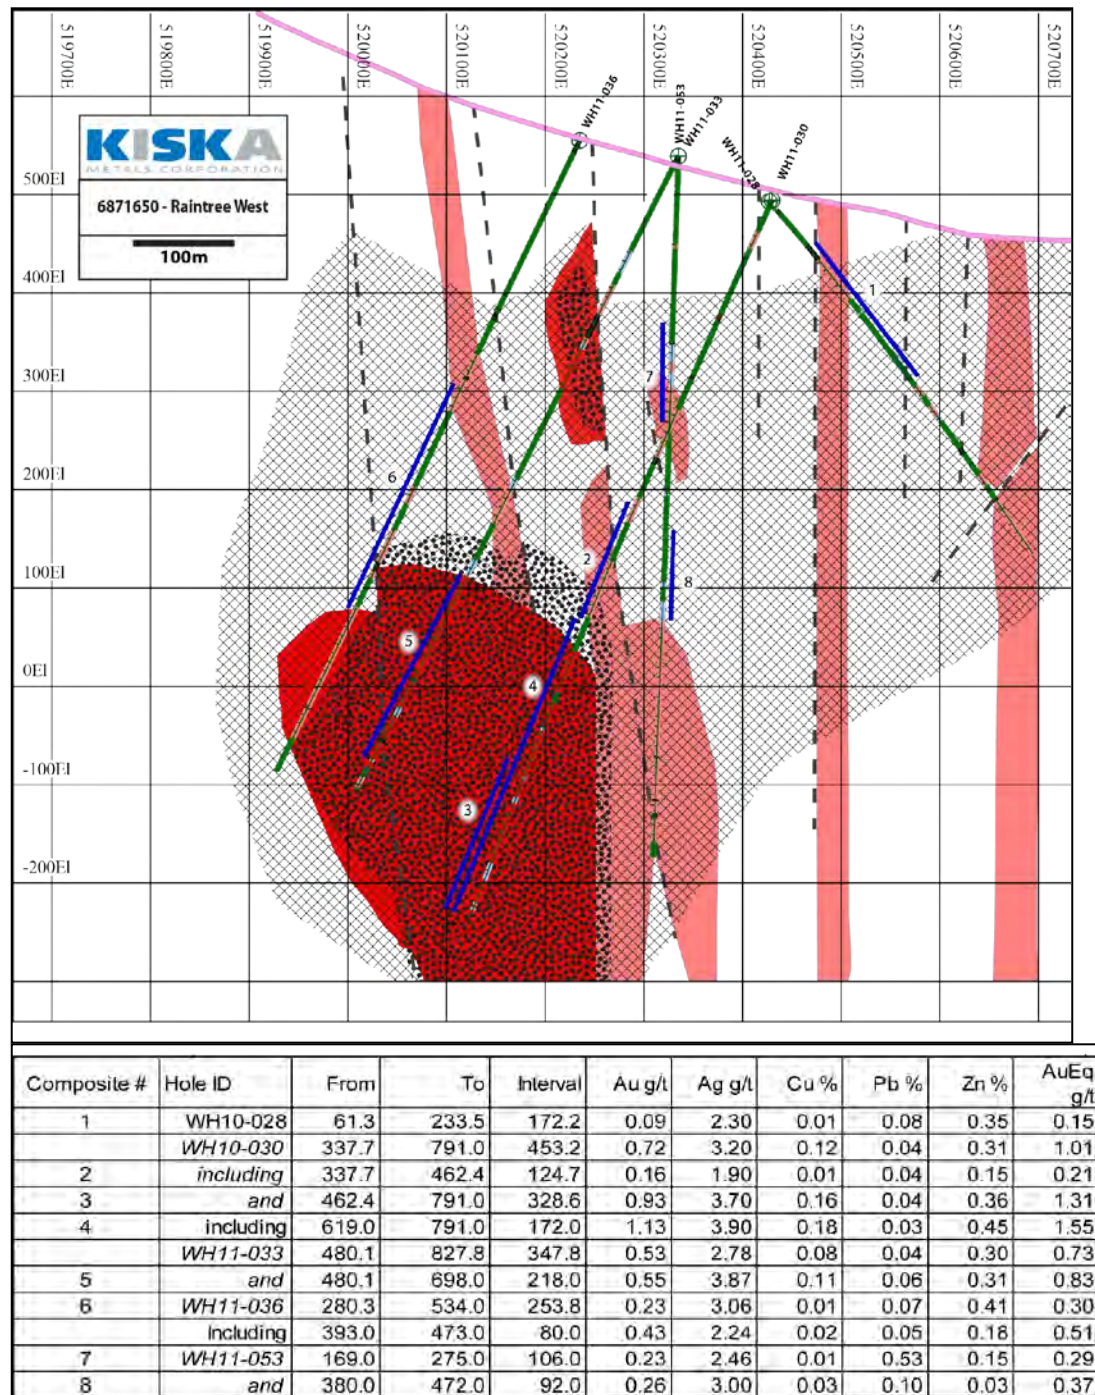 519700E
519800E
519900E
520000E
520100E
520200E
520300E
520400E
520500E
520600E
520700E
WH11-036
WH11-053
WH11-033
WH11-028
WH11-030
KISKA
METALS CORPORATION
6871650 - Raintree West
100m
500El
400El
300El
200El
100El
0El
-100El
-200El
1
7
6
2
8
5
4
3
Composite # Hole ID From To Interval Au g/t Ag g/t Cu % Pb % Zn % AuEq g/t
1 WH10-028 61.3 233.5 172.2 0.09 2.30 0.01 0.08 0.35 0.15
WH10-030 337.7 791.0 453.2 0.72 3.20 0.12 0.04 0.31 1.01
2 including 337.7 462.4 124.7 0.16 1.90 0.01 0.04 0.15 0.21
3 and 462.4 791.0 328.6 0.93 3.70 0.16 0.04 0.36 1.31
4 including 619.0 791.0 172.0 1.13 3.90 0.18 0.03 0.45 1.55
WH11-033 480.1 827.8 347.8 0.53 2.78 0.08 0.04 0.30 0.73
5 and 480.1 698.0 218.0 0.55 3.87 0.11 0.06 0.31 0.83
6 WH11-036 280.3 534.0 253.8 0.23 3.06 0.01 0.07 0.41 0.30
including 393.0 473.0 80.0 0.43 2.24 0.02 0.05 0.18 0.51
7 WH11-053 169.0 275.0 106.0 0.23 2.46 0.01 0.53 0.15 0.29
8 and 380.0 472.0 92.0 0.26 3.00 0.03 0.10 0.03 0.37